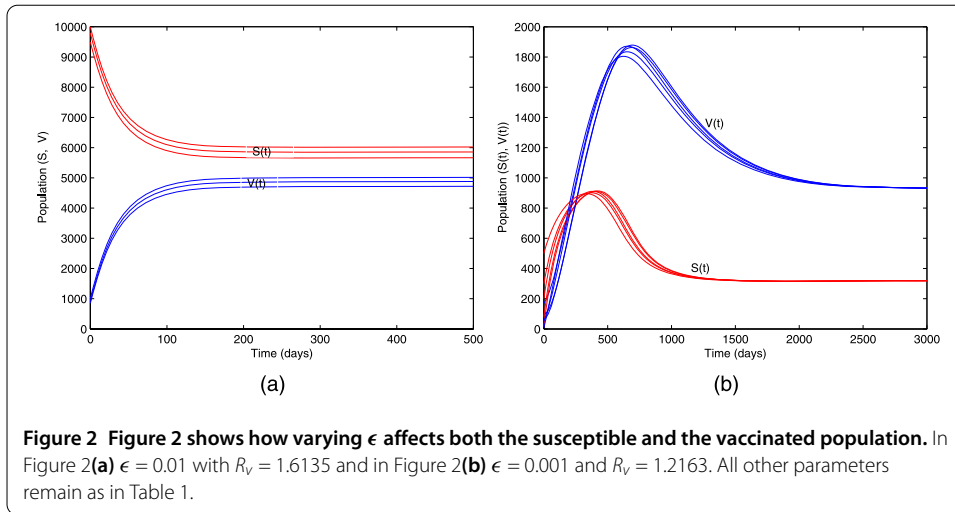 10000
9000
8000
7000
6000
5000
4000
3000
2000
1000
0
Population (S, V)
S(t)
V(t)
0 100 200 300 400 500
Time (days)
(a)
2000
1800
1600
1400
1200
1000
800
600
400
200
0
Population (S(t), V(t))
V(t)
S(t)
0 500 1000 1500 2000 2500 3000
Time (days)
(b)
Figure 2 Figure 2 shows how varying ϵ affects both the susceptible and the vaccinated population. In
Figure 2(a) ϵ = 0.01 with Rᵥ = 1.6135 and in Figure 2(b) ϵ = 0.001 and Rᵥ = 1.2163. All other parameters
remain as in Table 1.